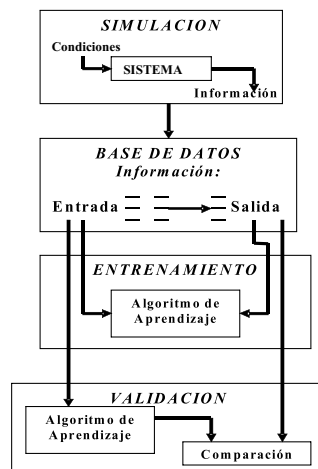 SIMULACION
Condiciones
SISTEMA
Información
BASE DE DATOS
Información:
Entrada
Salida
ENTRENAMIENTO
Algoritmo de
Aprendizaje
VALIDACION
Algoritmo de
Aprendizaje
Comparación